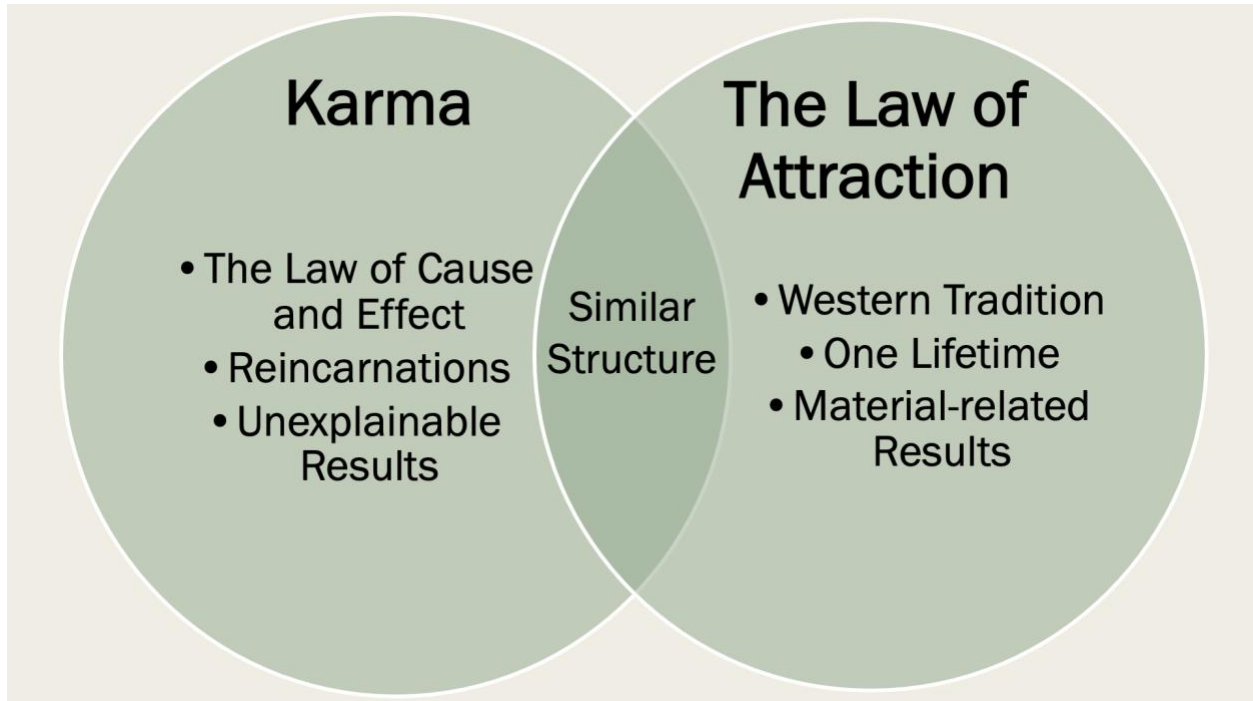 Karma
• The Law of Cause
and Effect
• Reincarnations
• Unexplainable
Results
Similar
Structure
The Law of
Attraction
• Western Tradition
• One Lifetime
• Material-related
Results